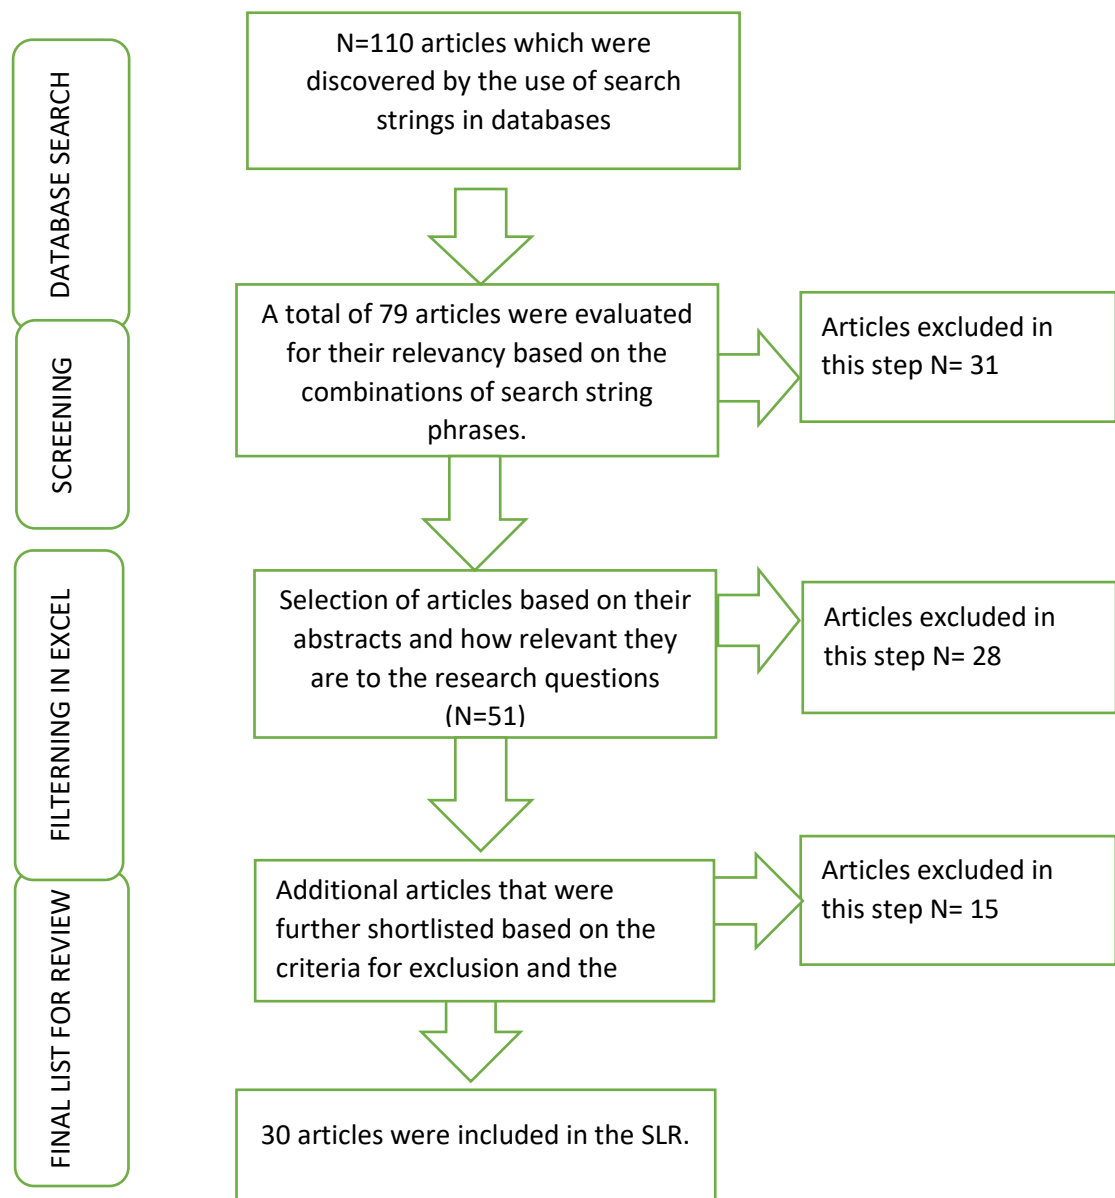 DATABASE SEARCH
N=110 articles which were
discovered by the use of search
strings in databases
SCREENING
A total of 79 articles were evaluated
for their relevancy based on the
combinations of search string
phrases.
Articles excluded in
this step N= 31
FILTERNING IN EXCEL
Selection of articles based on their
abstracts and how relevant they
are to the research questions
(N=51)
Articles excluded in
this step N= 28
FINAL LIST FOR REVIEW
Additional articles that were
further shortlisted based on the
criteria for exclusion and the
Articles excluded in
this step N= 15
30 articles were included in the SLR.